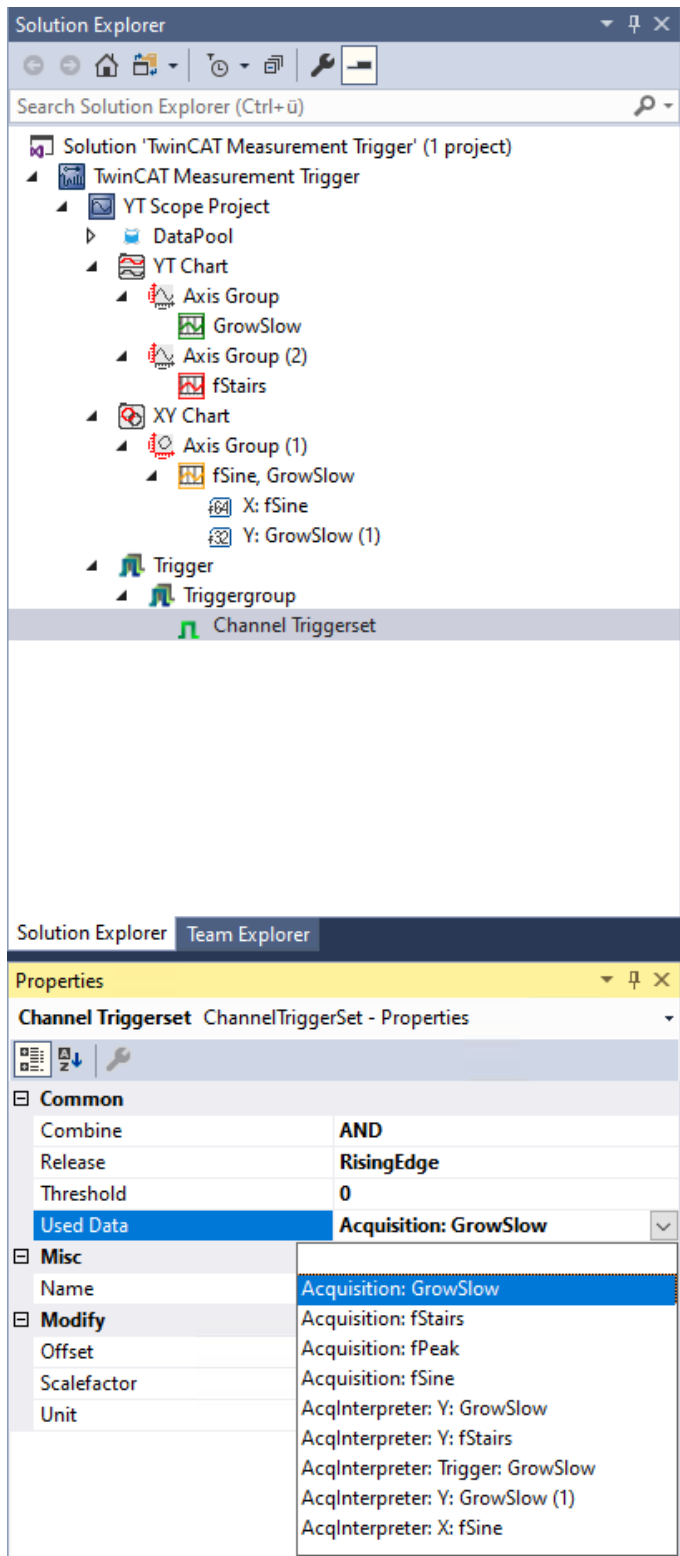 Solution Explorer
Search Solution Explorer (Ctrl+ü)
Solution 'TwinCAT Measurement Trigger' (1 project)
TwinCAT Measurement Trigger
YT Scope Project
DataPool
YT Chart
Axis Group
GrowSlow
Axis Group (2)
fStairs
XY Chart
Axis Group (1)
fSine, GrowSlow
f64 X: fSine
f32 Y: GrowSlow (1)
Trigger
Triggergroup
Channel Triggerset
Solution Explorer Team Explorer
Properties
Channel Triggerset ChannelTriggerSet - Properties
Common
Combine AND
Release RisingEdge
Threshold 0
Used Data Acquisition: GrowSlow
Misc
Name Acquisition: GrowSlow
Modify Acquisition: fStairs
Offset Acquisition: fPeak
Scalefactor Acquisition: fSine
Unit AcqInterpreter: Y: GrowSlow
AcqInterpreter: Y: fStairs
AcqInterpreter: Trigger: GrowSlow
AcqInterpreter: Y: GrowSlow (1)
AcqInterpreter: X: fSine